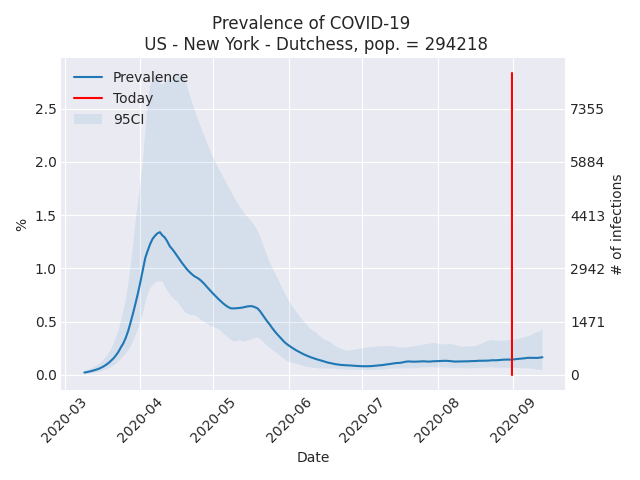 Prevalence of COVID-19
US - New York - Dutchess, pop. = 294218
Prevalence
Today
95CI
%
2.5
2.0
1.5
1.0
0.5
0.0
7355
5884
4413
2942
1471
0
# of infections
2020-03
2020-04
2020-05
2020-06
2020-07
2020-08
2020-09
Date